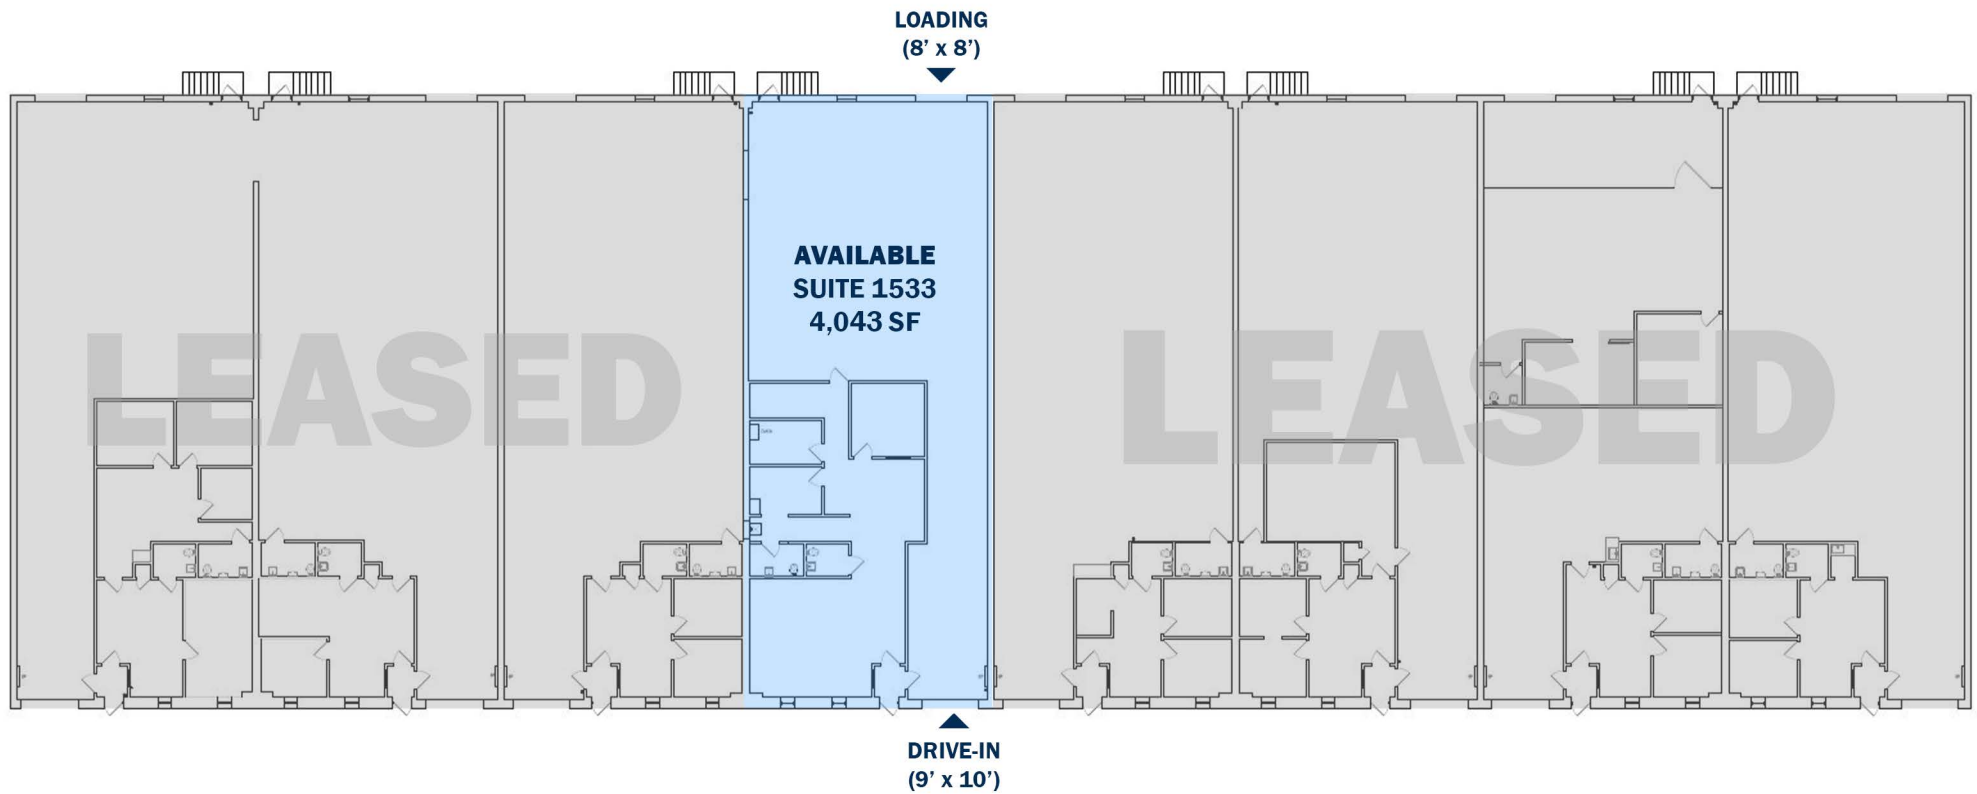 LOADING
(8’ x 8’)
AVAILABLE
SUITE 1533
4,043 SF
LEASED
LEASED
DRIVE-IN
(9’ x 10’)